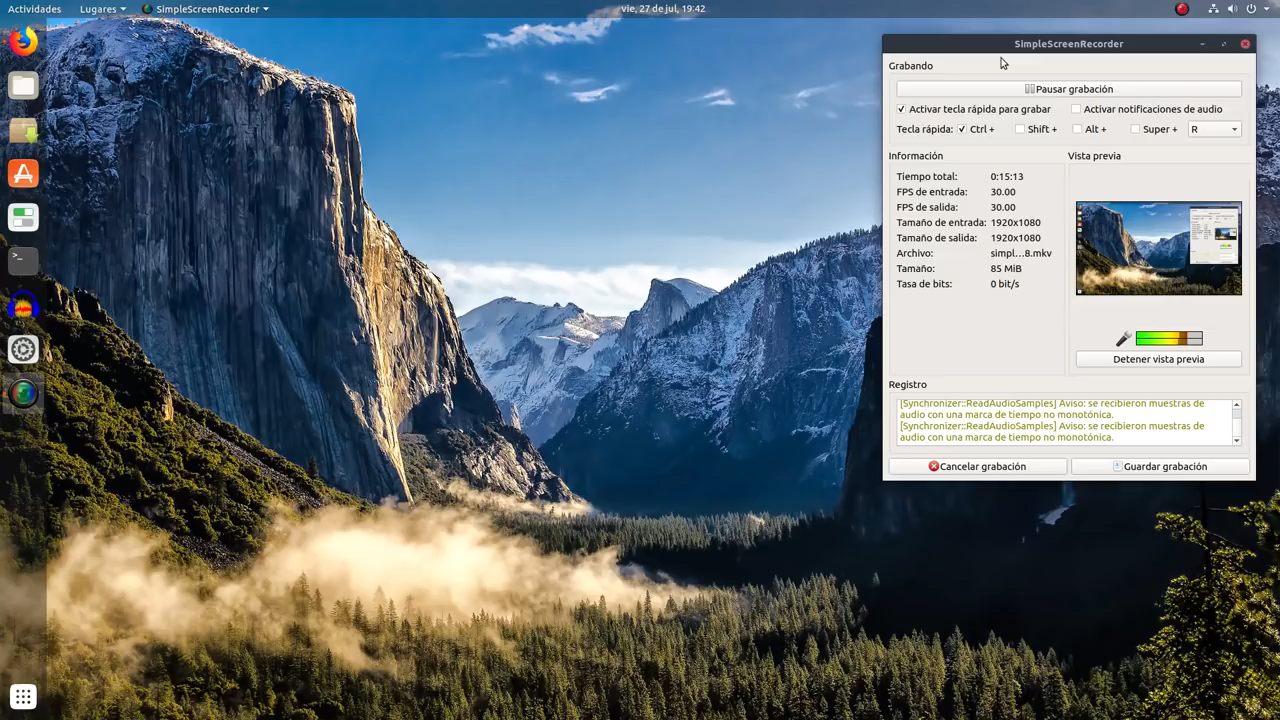 Actividades
Lugares
SimpleScreenRecorder
vie, 27 de jul, 19:42
SimpleScreenRecorder
Grabando
Pausar grabación
Activar tecla rápida para grabar
Activar notificaciones de audio
Tecla rápida: Ctrl + Shift + Alt + Super + R
Información
Vista previa
Tiempo total: 0:15:13
FPS de entrada: 30.00
FPS de salida: 30.00
Tamaño de entrada: 1920x1080
Tamaño de salida: 1920x1080
Archivo: simpl...8.mkv
Tamaño: 85 MiB
Tasa de bits: 0 bit/s
Detener vista previa
Registro
[Synchronizer::ReadAudioSamples] Aviso: se recibieron muestras de
audio con una marca de tiempo no monotónica.
[Synchronizer::ReadAudioSamples] Aviso: se recibieron muestras de
audio con una marca de tiempo no monotónica.
Cancelar grabación
Guardar grabación